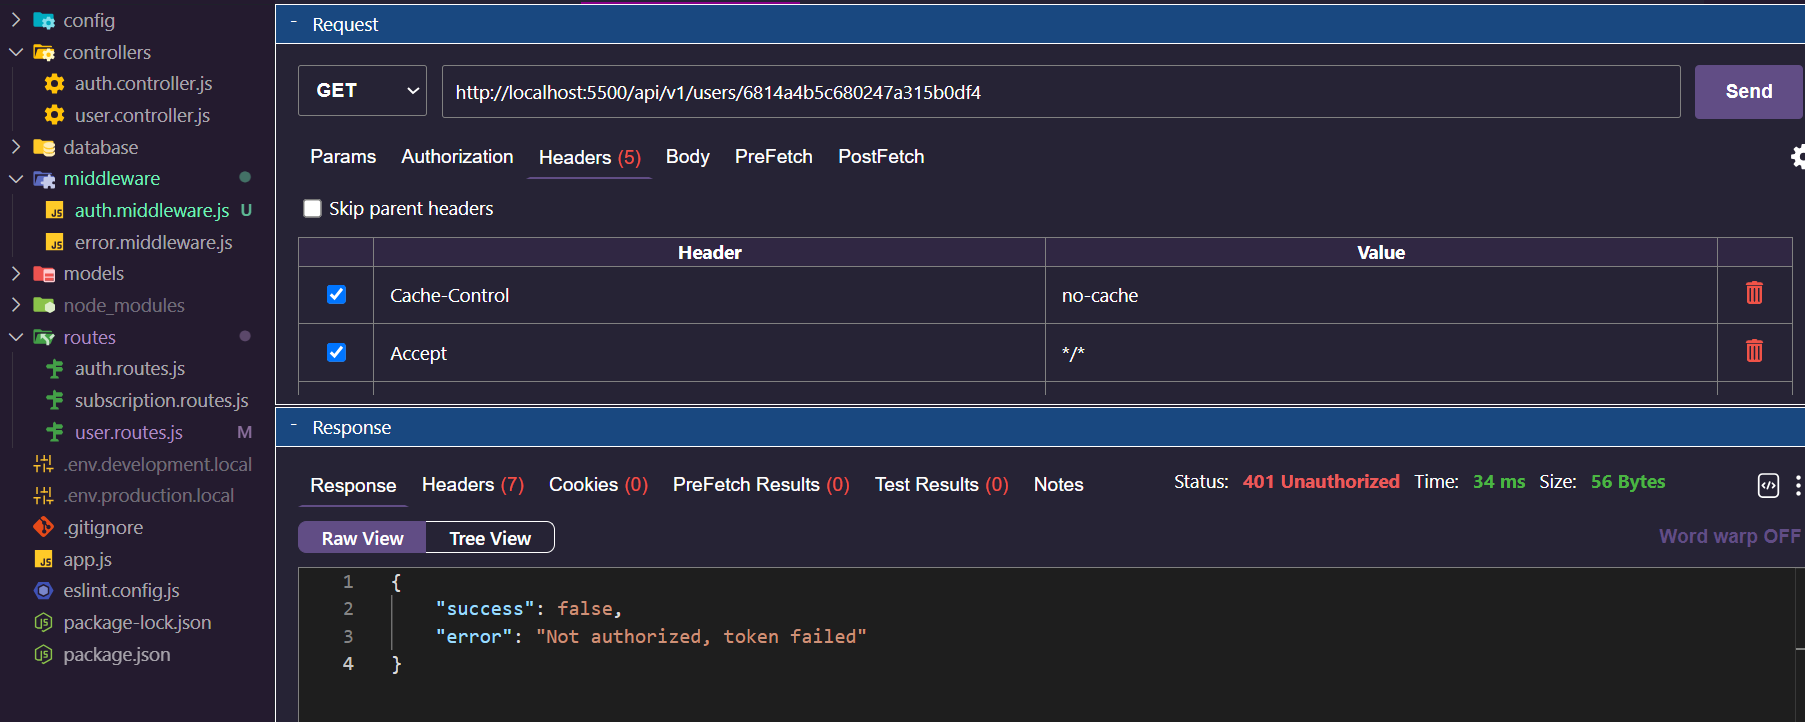 config
controllers
auth.controller.js
user.controller.js
database
middleware
auth.middleware.js U
error.middleware.js
models
node_modules
routes
auth.routes.js
subscription.routes.js
user.routes.js M
.env.development.local
.env.production.local
.gitignore
app.js
eslint.config.js
package-lock.json
package.json
- Request
GET http://localhost:5500/api/v1/users/6814a4b5c680247a315b0df4 Send
Params Authorization Headers (5) Body PreFetch PostFetch
Skip parent headers
Header Value
Cache-Control no-cache
Accept */*
- Response
Response Headers (7) Cookies (0) PreFetch Results (0) Test Results (0) Notes Status: 401 Unauthorized Time: 34 ms Size: 56 Bytes
Raw View Tree View Word warp OFF
1 {
2 "success": false,
3 "error": "Not authorized, token failed"
4 }